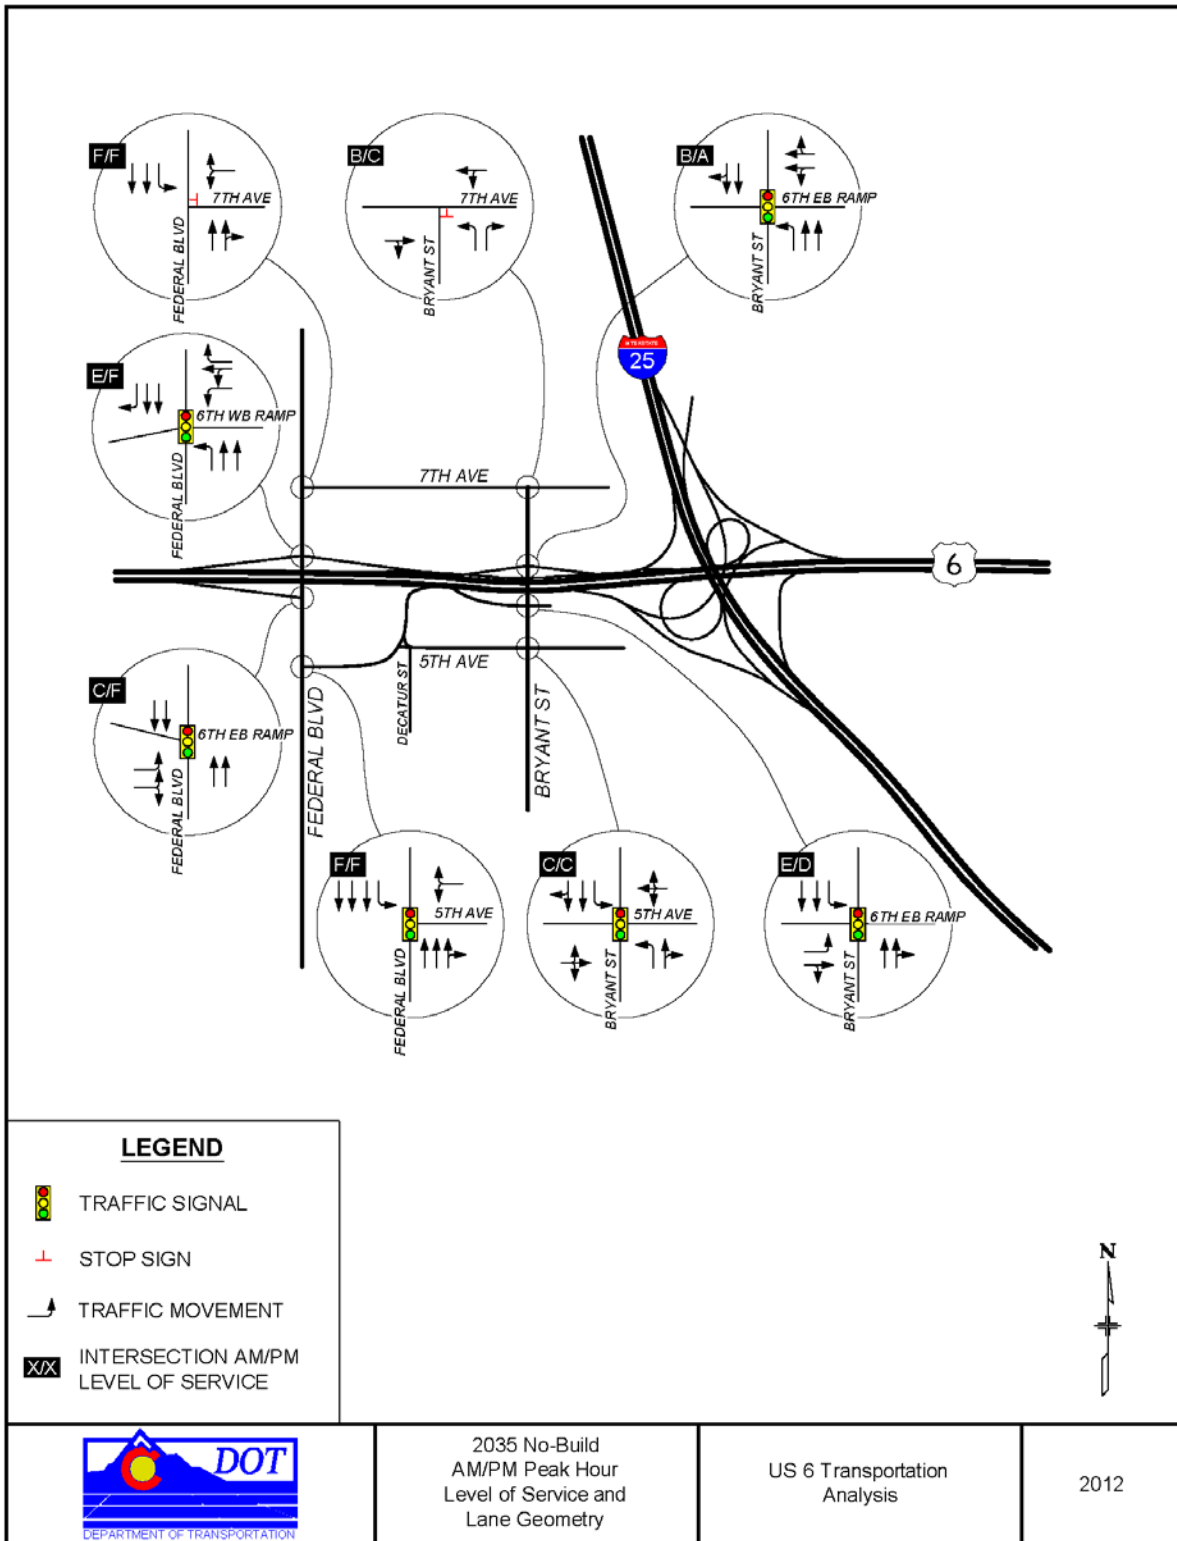 F/F
7TH AVE
FEDERAL BLVD
B/C
7TH AVE
BRYANT ST
B/A
6TH EB RAMP
BRYANT ST
E/F
6TH WB RAMP
FEDERAL BLVD
INTERSTATE
25
7TH AVE
6
5TH AVE
DECATUR ST
FEDERAL BLVD
BRYANT ST
C/F
6TH EB RAMP
FEDERAL BLVD
F/F
5TH AVE
FEDERAL BLVD
C/C
5TH AVE
BRYANT ST
E/D
6TH EB RAMP
BRYANT ST
LEGEND
TRAFFIC SIGNAL
STOP SIGN
TRAFFIC MOVEMENT
X/X
INTERSECTION AM/PM
LEVEL OF SERVICE
N
C DOT
DEPARTMENT OF TRANSPORTATION
2035 No-Build
AM/PM Peak Hour
Level of Service and
Lane Geometry
US 6 Transportation
Analysis
2012